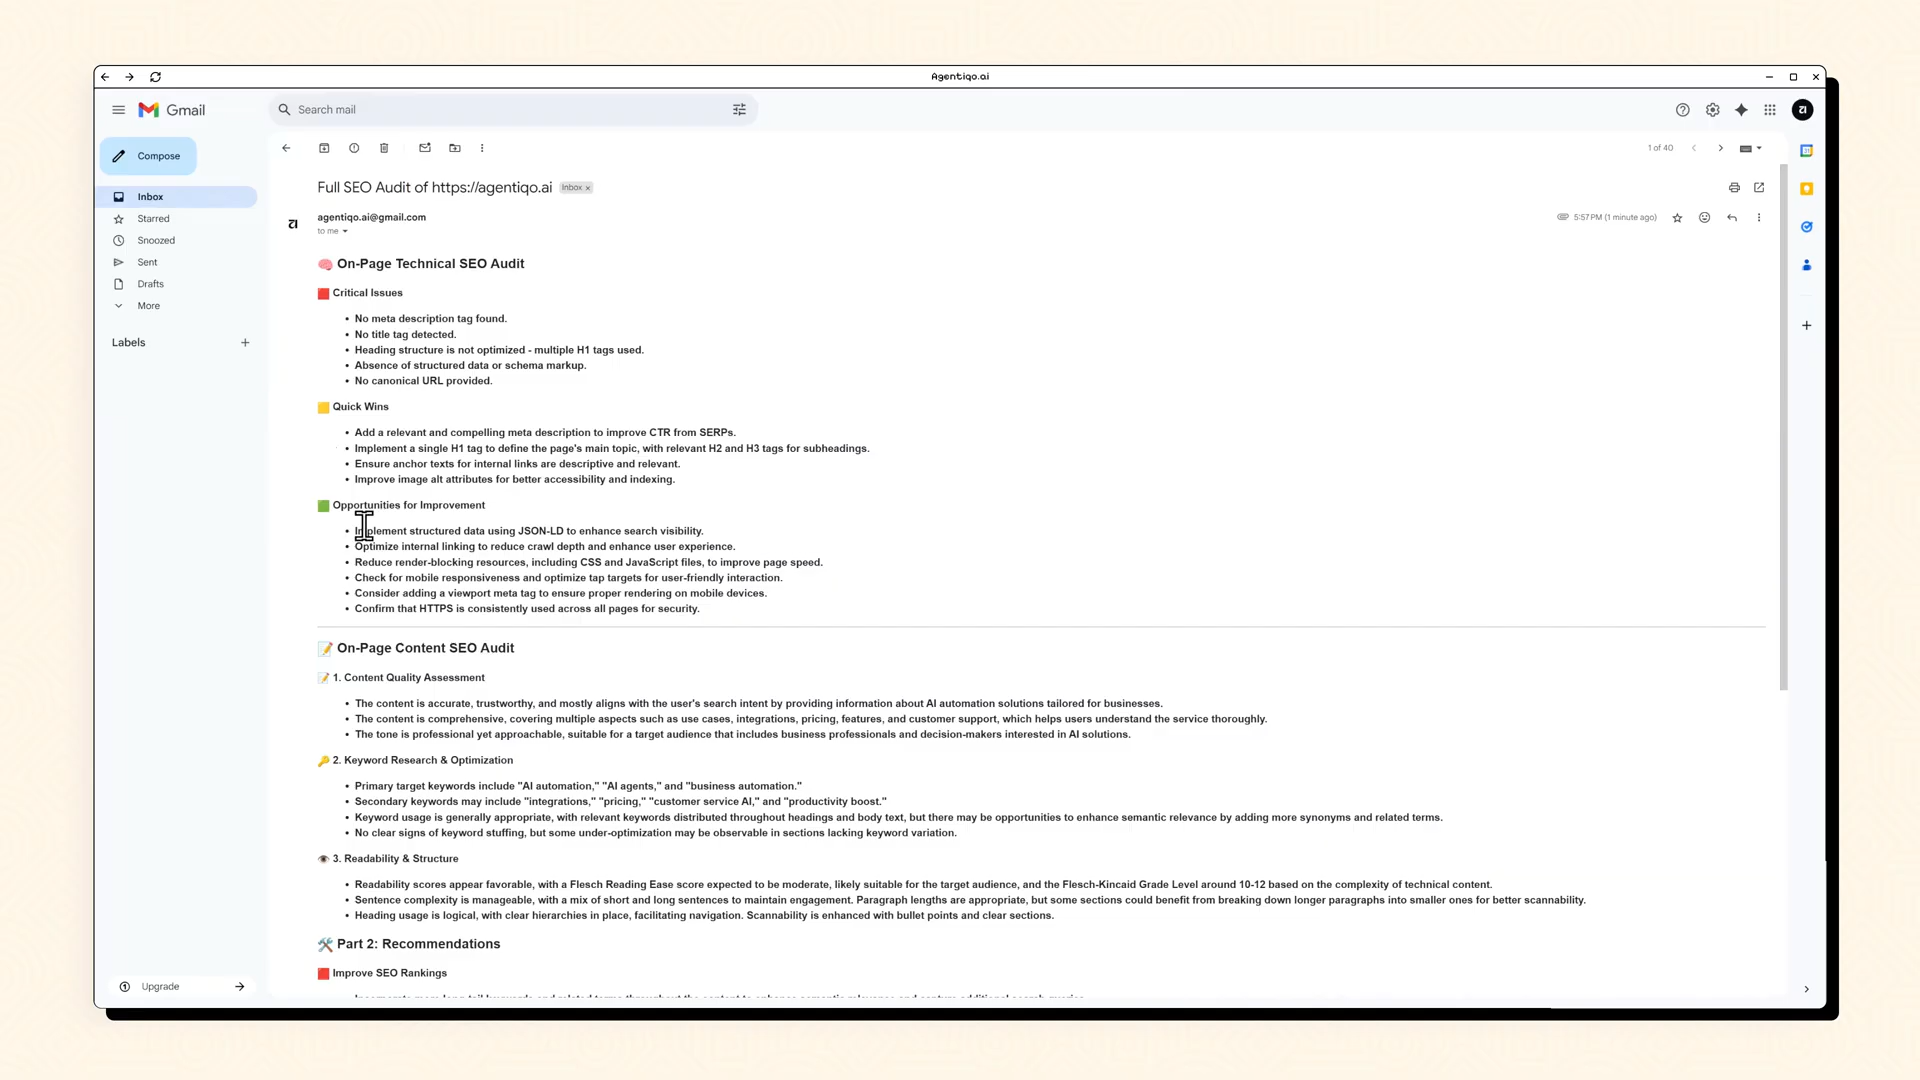 Agentiqo.ai
Gmail
Search mail
Compose
Inbox
Starred
Snoozed
Sent
Drafts
More
Labels
Upgrade
1 of 40
Full SEO Audit of https://agentiqo.ai Inbox ×
agentiqo.ai@gmail.com
5:57 PM (1 minute ago)
to me
On-Page Technical SEO Audit
Critical Issues
• No meta description tag found.
• No title tag detected.
• Heading structure is not optimized - multiple H1 tags used.
• Absence of structured data or schema markup.
• No canonical URL provided.
Quick Wins
• Add a relevant and compelling meta description to improve CTR from SERPs.
• Implement a single H1 tag to define the page's main topic, with relevant H2 and H3 tags for subheadings.
• Ensure anchor texts for internal links are descriptive and relevant.
• Improve image alt attributes for better accessibility and indexing.
Opportunities for Improvement
• Implement structured data using JSON-LD to enhance search visibility.
• Optimize internal linking to reduce crawl depth and enhance user experience.
• Reduce render-blocking resources, including CSS and JavaScript files, to improve page speed.
• Check for mobile responsiveness and optimize tap targets for user-friendly interaction.
• Consider adding a viewport meta tag to ensure proper rendering on mobile devices.
• Confirm that HTTPS is consistently used across all pages for security.
On-Page Content SEO Audit
1. Content Quality Assessment
• The content is accurate, trustworthy, and mostly aligns with the user's search intent by providing information about AI automation solutions tailored for businesses.
• The content is comprehensive, covering multiple aspects such as use cases, integrations, pricing, features, and customer support, which helps users understand the service thoroughly.
• The tone is professional yet approachable, suitable for a target audience that includes business professionals and decision-makers interested in AI solutions.
2. Keyword Research & Optimization
• Primary target keywords include "AI automation," "AI agents," and "business automation."
• Secondary keywords may include "integrations," "pricing," "customer service AI," and "productivity boost."
• Keyword usage is generally appropriate, with relevant keywords distributed throughout headings and body text, but there may be opportunities to enhance semantic relevance by adding more synonyms and related terms.
• No clear signs of keyword stuffing, but some under-optimization may be observable in sections lacking keyword variation.
3. Readability & Structure
• Readability scores appear favorable, with a Flesch Reading Ease score expected to be moderate, likely suitable for the target audience, and the Flesch-Kincaid Grade Level around 10-12 based on the complexity of technical content.
• Sentence complexity is manageable, with a mix of short and long sentences to maintain engagement. Paragraph lengths are appropriate, but some sections could benefit from breaking down longer paragraphs into smaller ones for better scannability.
• Heading usage is logical, with clear hierarchies in place, facilitating navigation. Scannability is enhanced with bullet points and clear sections.
Part 2: Recommendations
Improve SEO Rankings